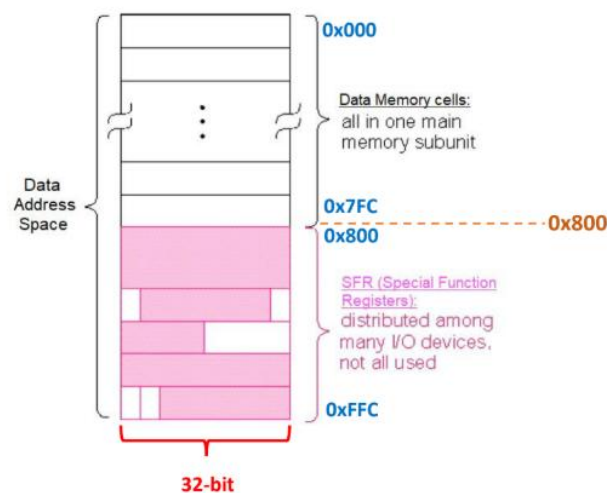 0x000
Data Memory cells:
all in one main
memory subunit
Data
Address
Space
0x7FC
0x800
0x800
SFR (Special Function
Registers):
distributed among
many I/O devices,
not all used
0xFFC
32-bit